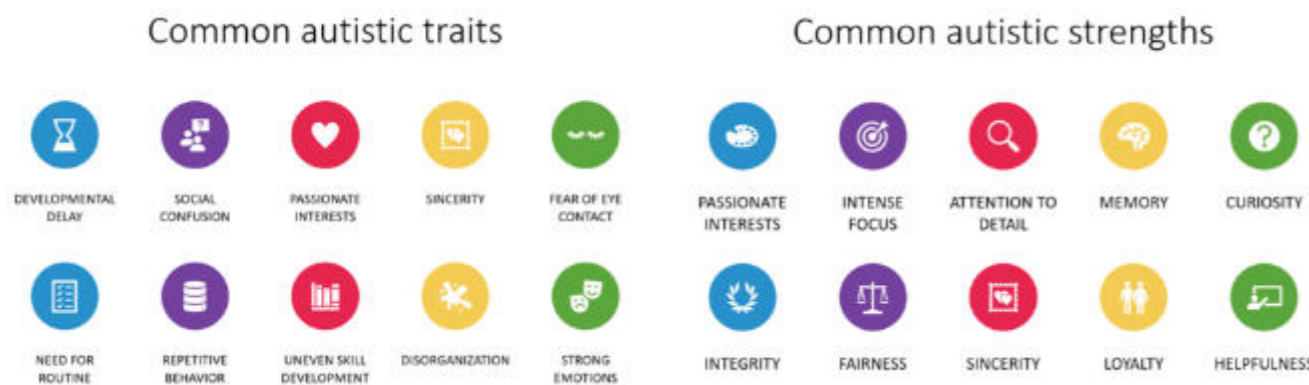 Common autistic traits
DEVELOPMENTAL
DELAY
SOCIAL
CONFUSION
PASSIONATE
INTERESTS
SINCERITY
FEAR OF EYE
CONTACT
NEED FOR
ROUTINE
REPETITIVE
BEHAVIOR
UNEVEN SKILL
DEVELOPMENT
DISORGANIZATION
STRONG
EMOTIONS
Common autistic strengths
PASSIONATE
INTERESTS
INTENSE
FOCUS
ATTENTION TO
DETAIL
MEMORY
CURIOSITY
INTEGRITY
FAIRNESS
SINCERITY
LOYALTY
HELPFULNESS